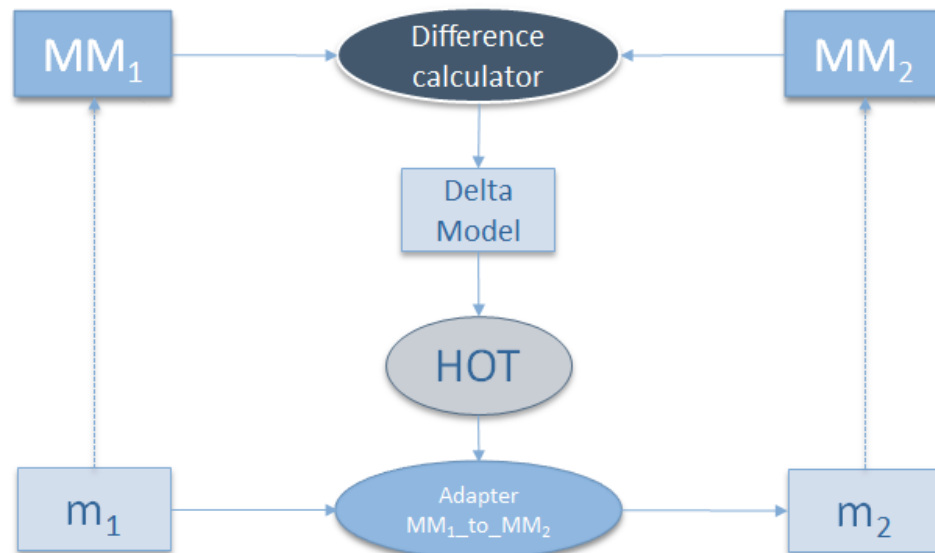 MM₁
Difference
calculator
MM₂
Delta
Model
HOT
m₁
Adapter
MM₁_to_MM₂
m₂